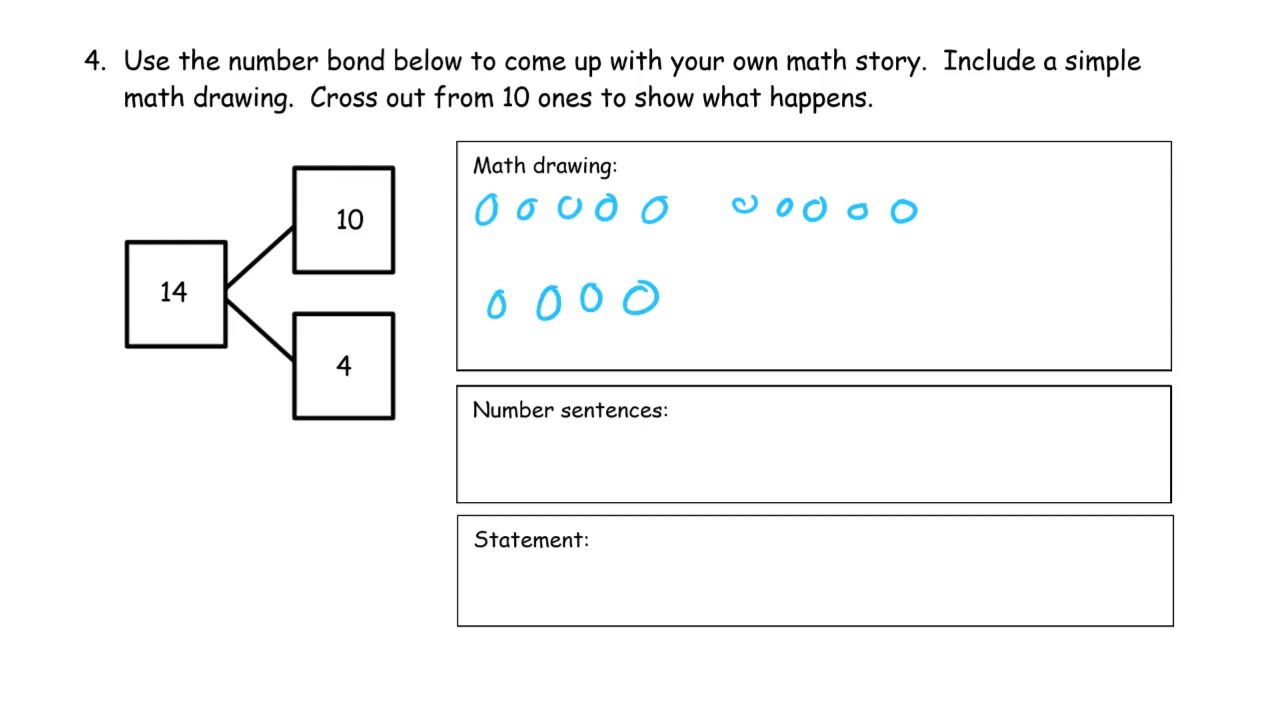 4. Use the number bond below to come up with your own math story. Include a simple
math drawing. Cross out from 10 ones to show what happens.
14
10
4
Math drawing:
Number sentences:
Statement: